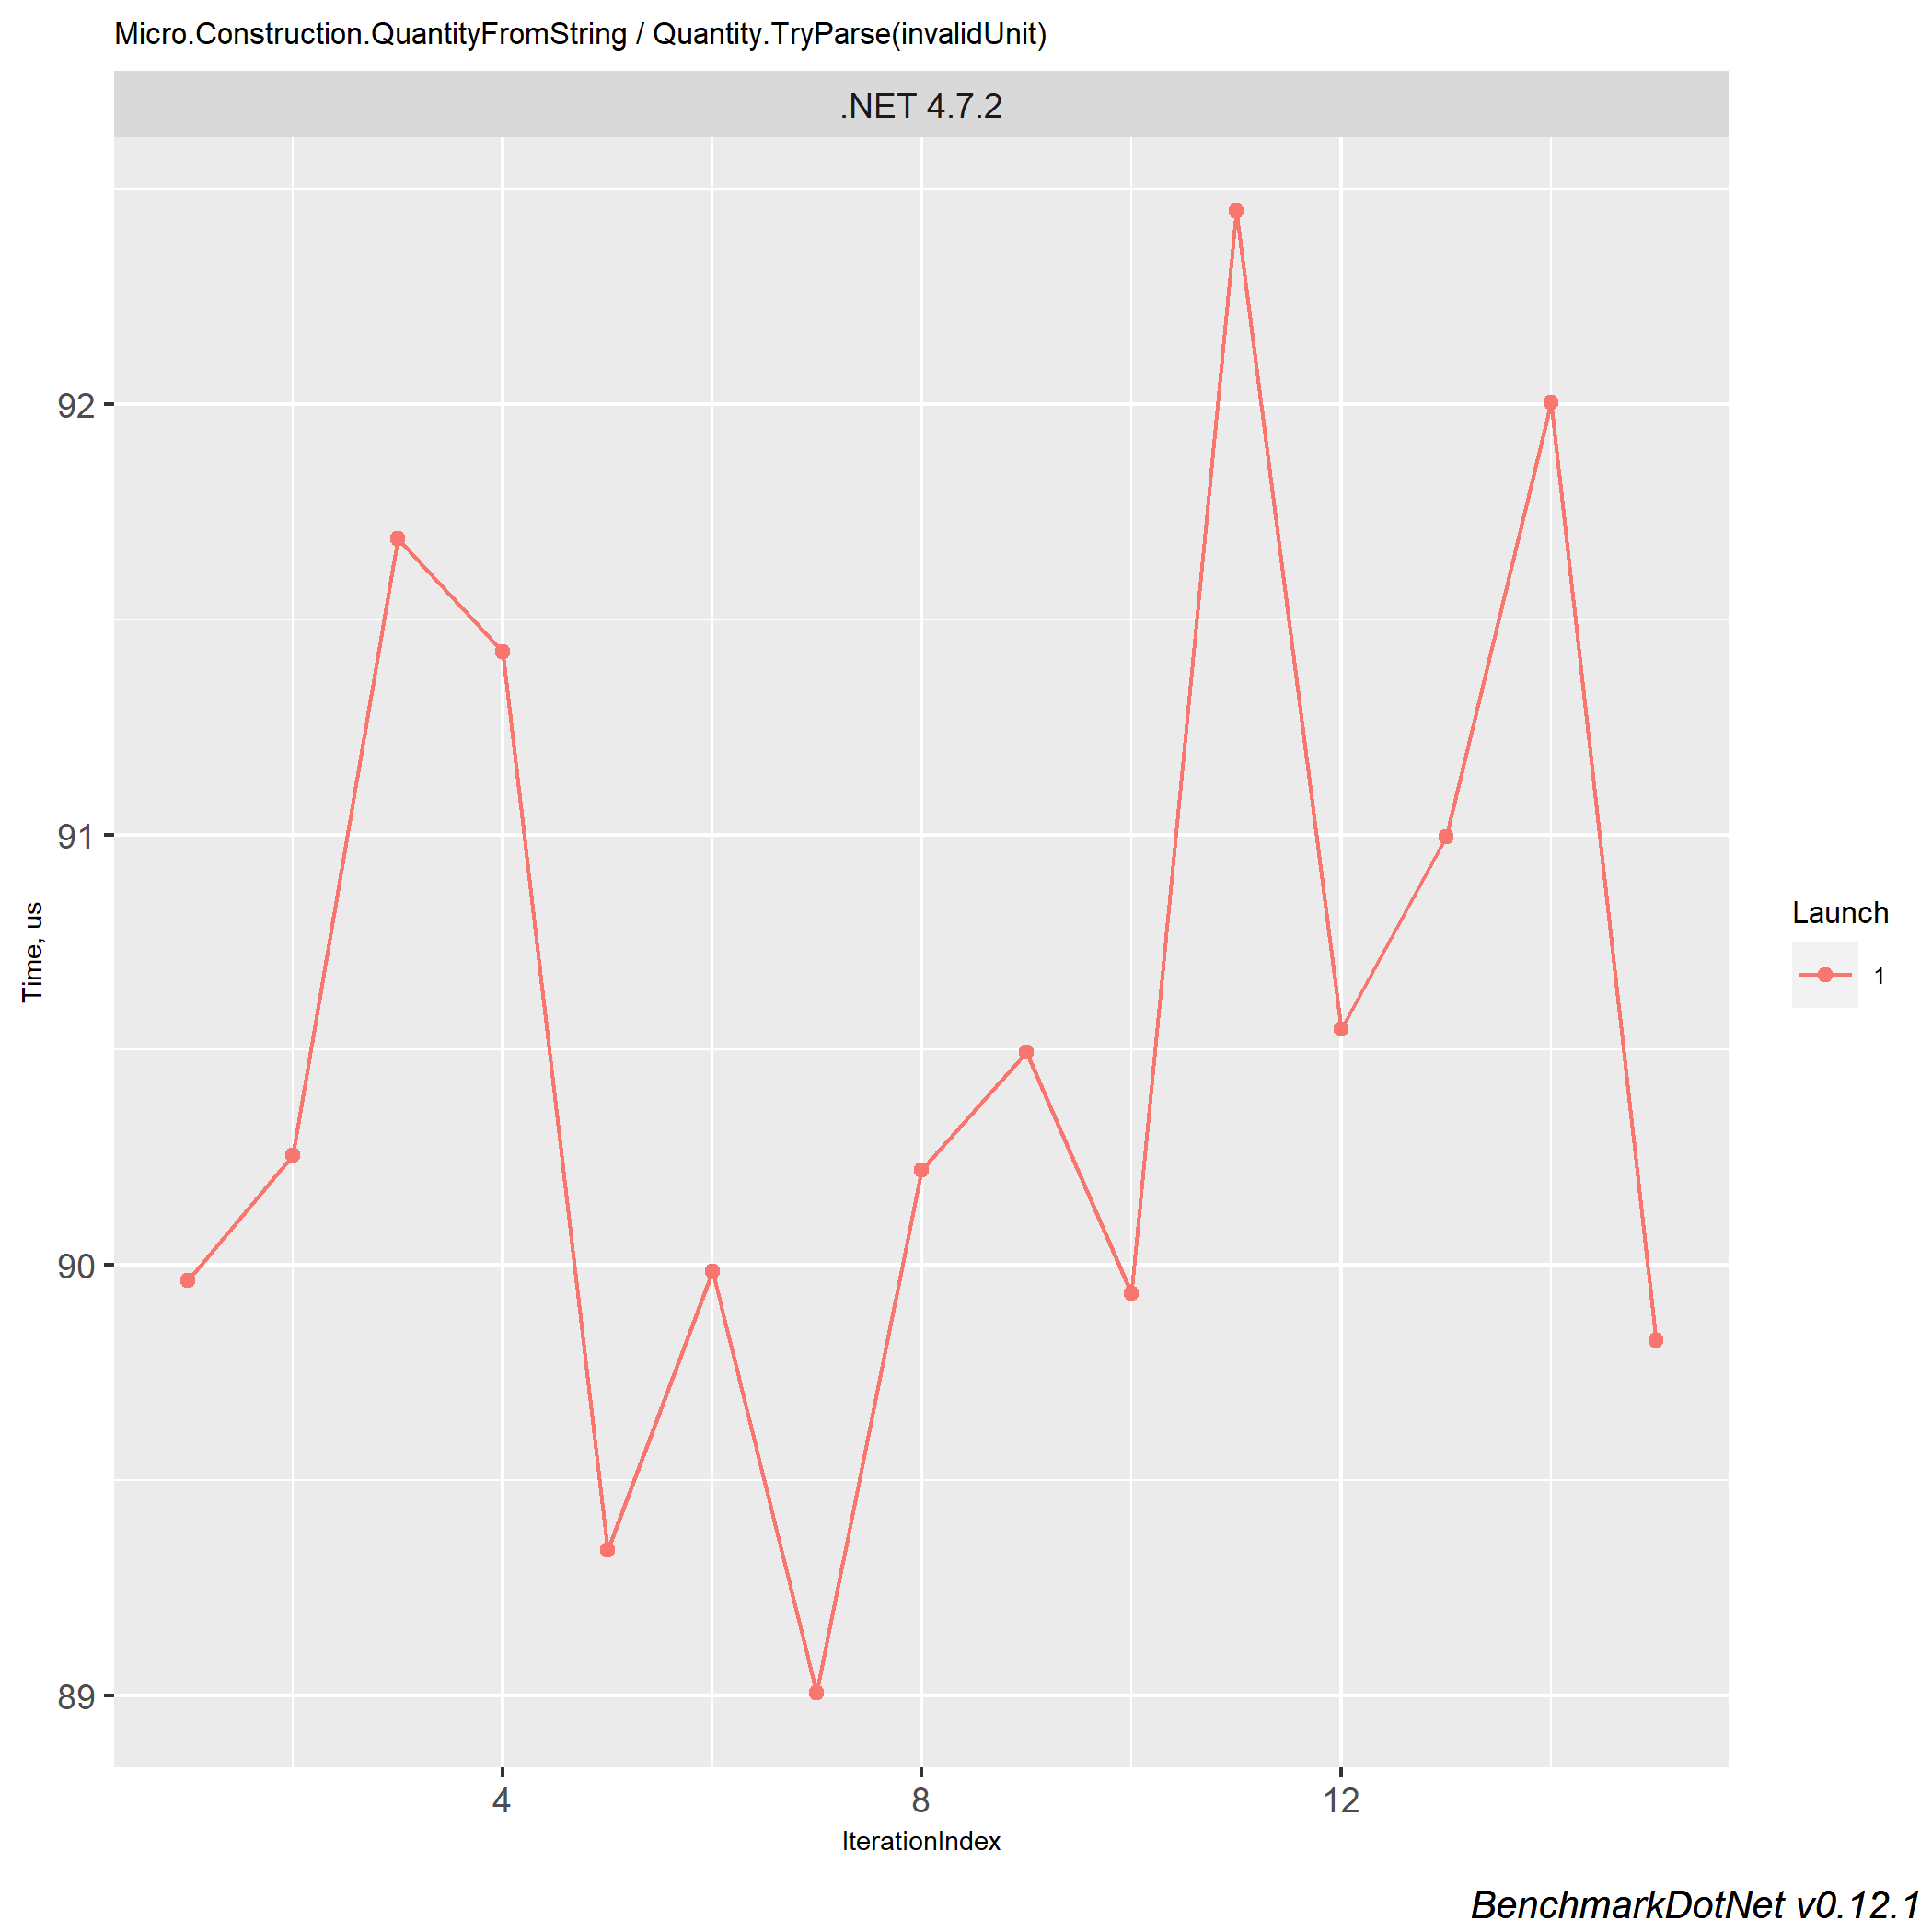 Micro.Construction.QuantityFromString / Quantity.TryParse(invalidUnit)
.NET 4.7.2
92
91
90
89
Time, us
4 8 12
IterationIndex
Launch
1
BenchmarkDotNet v0.12.1